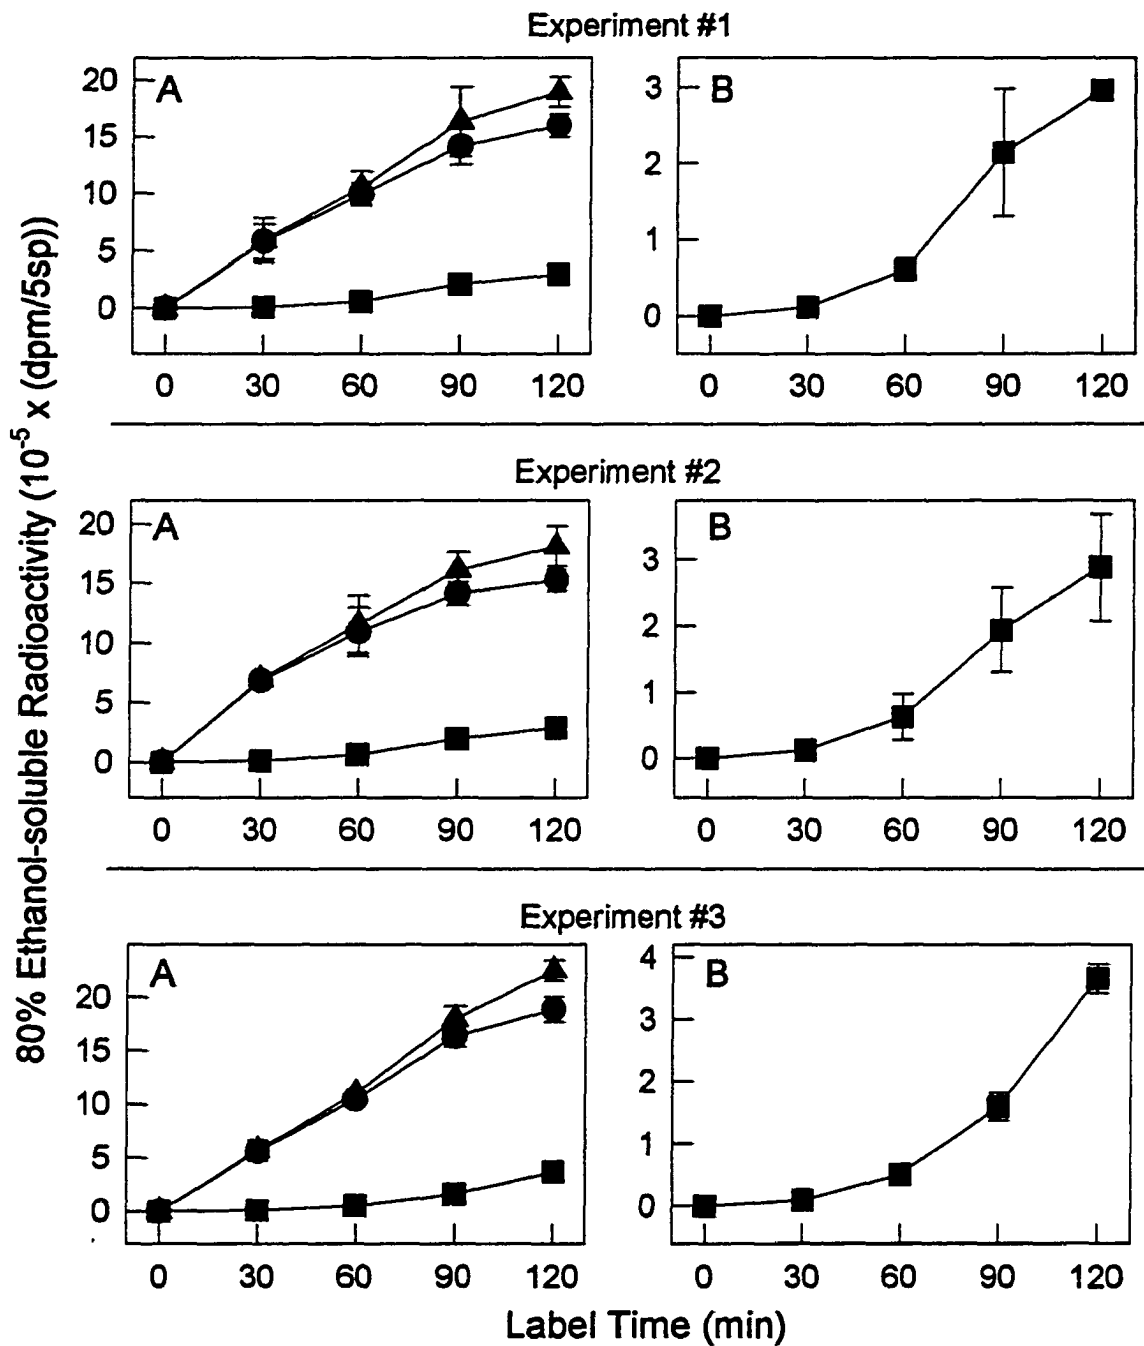 Experiment #1
A
20
15
10
5
0
0 30 60 90 120
B
3
2
1
0
0 30 60 90 120
Experiment #2
A
20
15
10
5
0
0 30 60 90 120
B
3
2
1
0
0 30 60 90 120
Experiment #3
A
20
15
10
5
0
0 30 60 90 120
B
4
3
2
1
0
0 30 60 90 120
Label Time (min)
80% Ethanol-soluble Radioactivity (10⁻⁵ x (dpm/5sp))